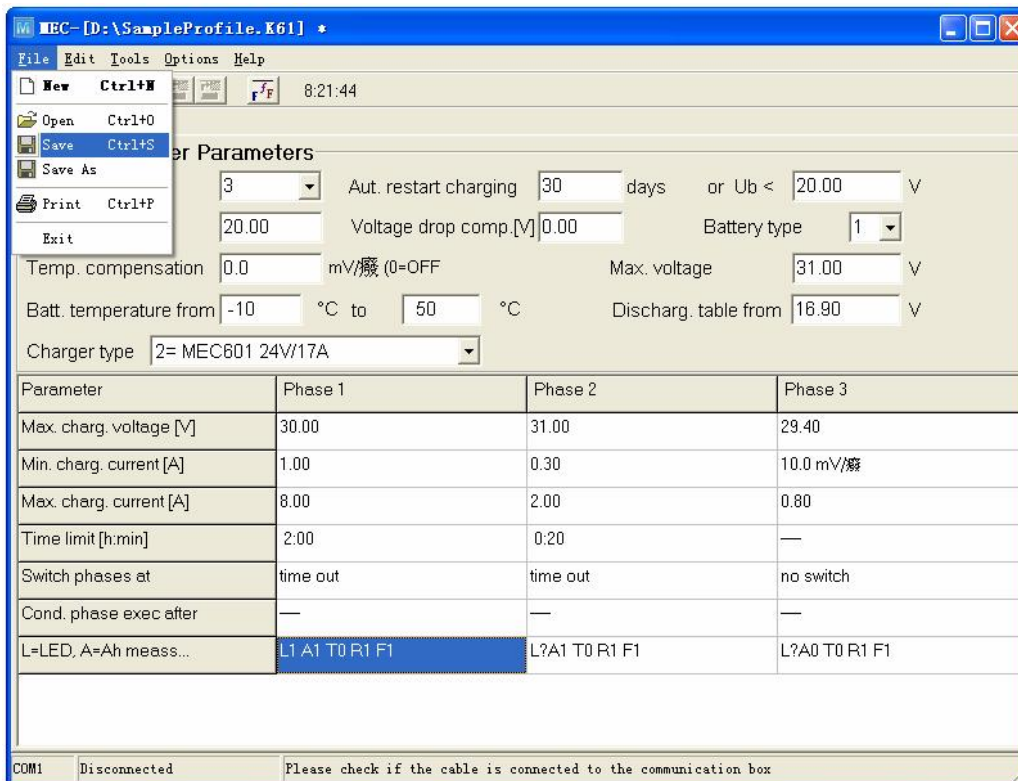 MEC-[D:\SampleProfile.K61] *
File Edit Tools Options Help
New Ctrl+N
8:21:44
Open Ctrl+O
Save Ctrl+S
er Parameters
Save As
3 Aut. restart charging 30 days or Ub < 20.00 V
Print Ctrl+P
20.00 Voltage drop comp.[V] 0.00 Battery type 1
Exit
Temp. compensation 0.0 mV/癈 (0=OFF Max. voltage 31.00 V
Batt. temperature from -10 °C to 50 °C Discharg. table from 16.90 V
Charger type 2= MEC601 24V/17A
Parameter Phase 1 Phase 2 Phase 3
Max. charg. voltage [V] 30.00 31.00 29.40
Min. charg. current [A] 1.00 0.30 10.0 mV/癈
Max. charg. current [A] 8.00 2.00 0.80
Time limit [h:min] 2:00 0:20 —
Switch phases at time out time out no switch
Cond. phase exec after — — —
L=LED, A=Ah meass... L1 A1 T0 R1 F1 L?A1 T0 R1 F1 L?A0 T0 R1 F1
COM1 Disconnected Please check if the cable is connected to the communication box